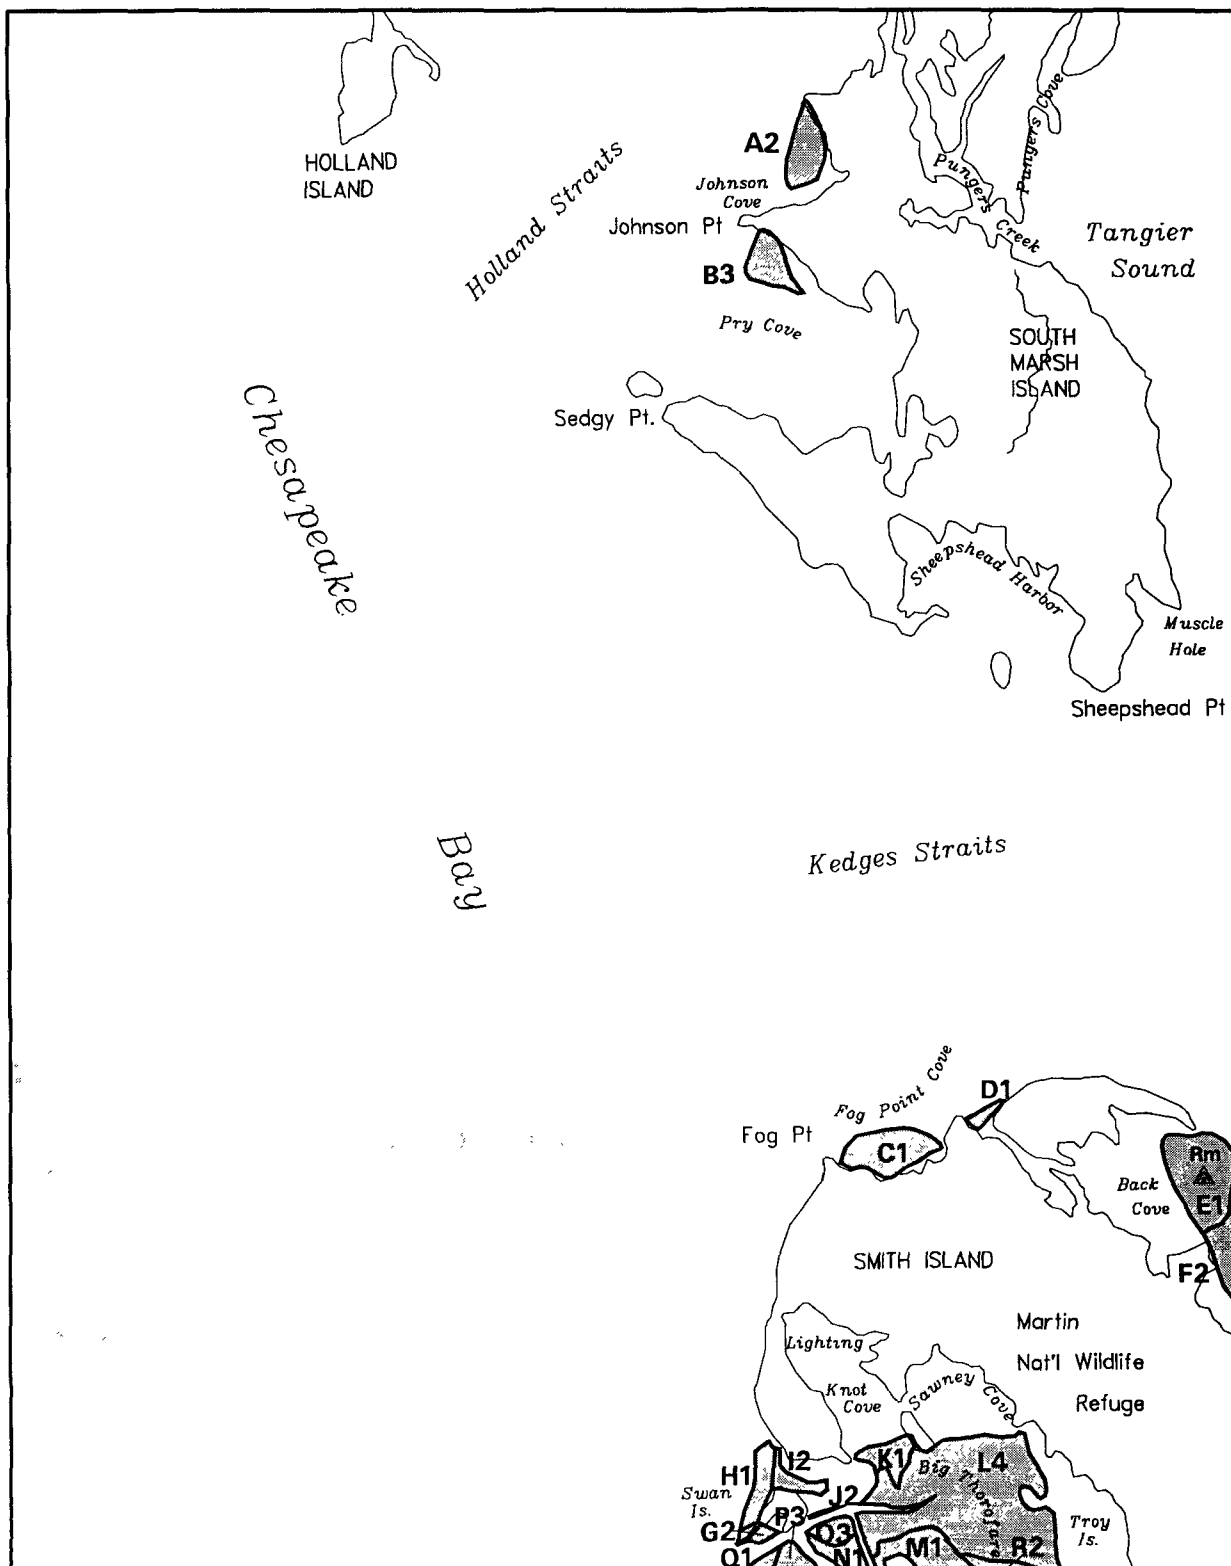 HOLLAND
ISLAND
Holland Straits
A2
Johnson
Cove
Johnson Pt
B3
Pry Cove
Pungers Creek
Pungers Cove
Tangier
Sound
SOUTH
MARSH
ISLAND
Sedgy Pt.
Chesapeake
Bay
Sheepshead Harbor
Muscle
Hole
Sheepshead Pt
Kedges Straits
Fog Point Cove
Fog Pt
C1
D1
Rm
E1
Back
Cove
F2
SMITH ISLAND
Martin
Nat'l Wildlife
Refuge
Lighting
Knot
Cove
Sawney Cove
H1
I2
K1
Big Thorofare
L4
Swan
Is.
J2
P3
G2
O3
Q1
N1
M1
R2
Troy
Is.